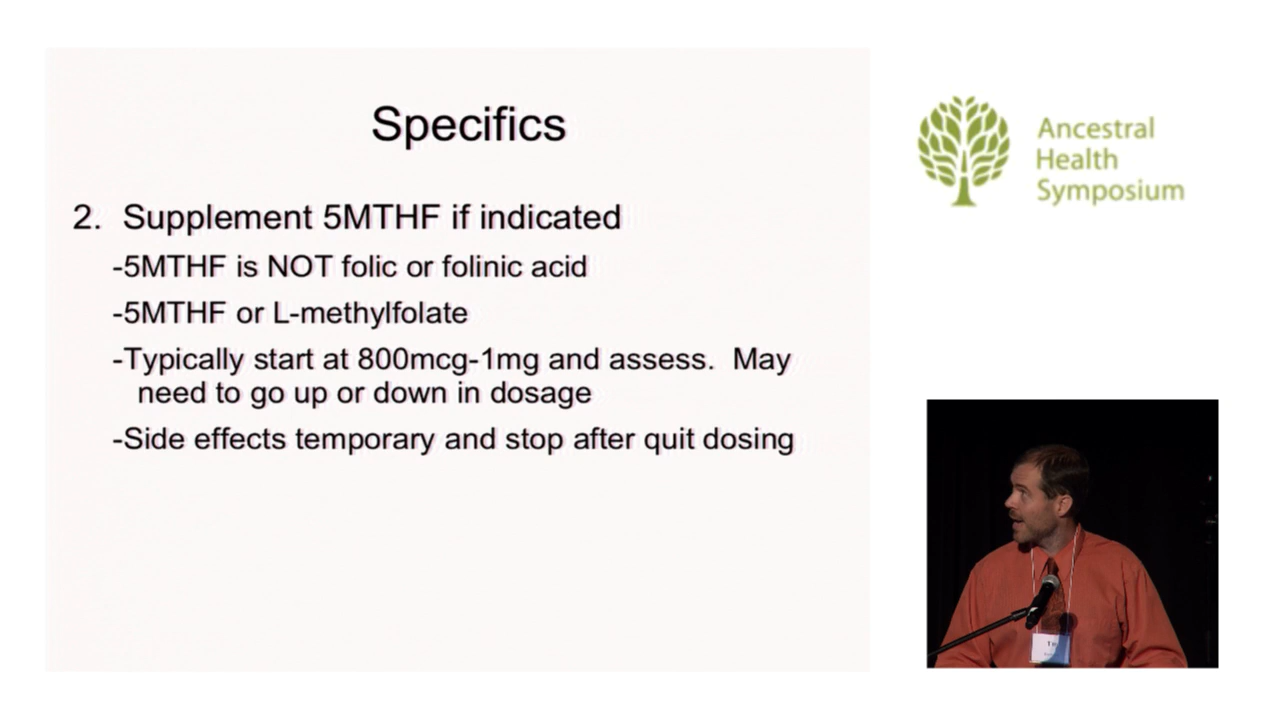 Specifics
2. Supplement 5MTHF if indicated
-5MTHF is NOT folic or folinic acid
-5MTHF or L-methylfolate
-Typically start at 800mcg-1mg and assess. May
need to go up or down in dosage
-Side effects temporary and stop after quit dosing
Ancestral
Health
Symposium